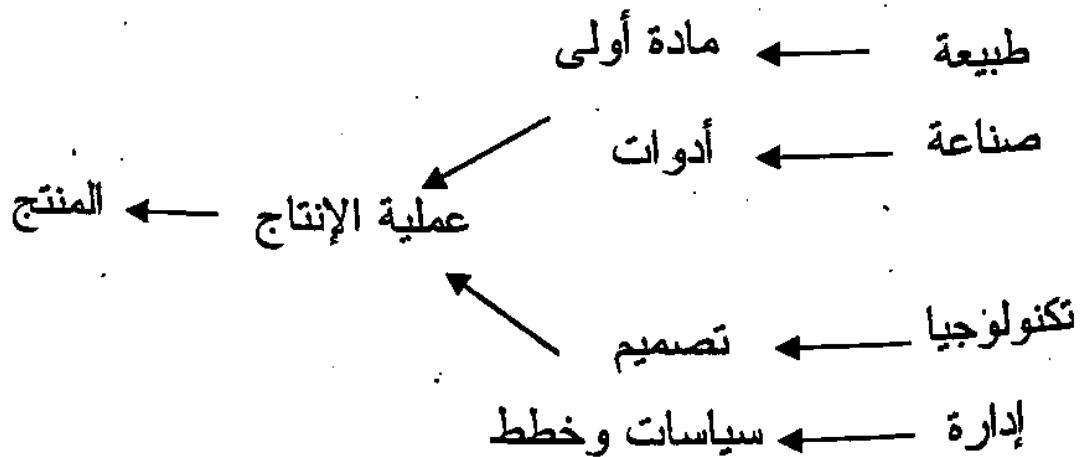 طبيعة مادة أولى
صناعة أدوات
عملية الإنتاج المنتج
تكنولوجيا تصميم
إدارة سياسات وخطط